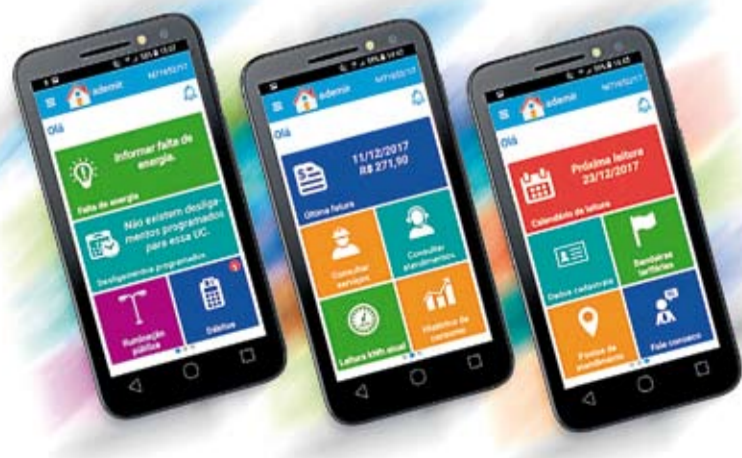 ademir
Olá
Informar falta de
energia.
Falta de energia
Não existem desliga-
mentos programados
para essa UC.
Desligamentos programados
Iluminação
pública
Débitos
ademir
Olá
11/12/2017
R$ 271,90
Última fatura
Consultar
serviços
Consultar
atendimentos
Leitura kWh atual
Histórico de
consumo
ademir
Olá
Próxima leitura
23/12/2017
Calendário de leitura
Dados cadastrais
Bandeiras
tarifárias
Postos de
atendimento
Fale conosco